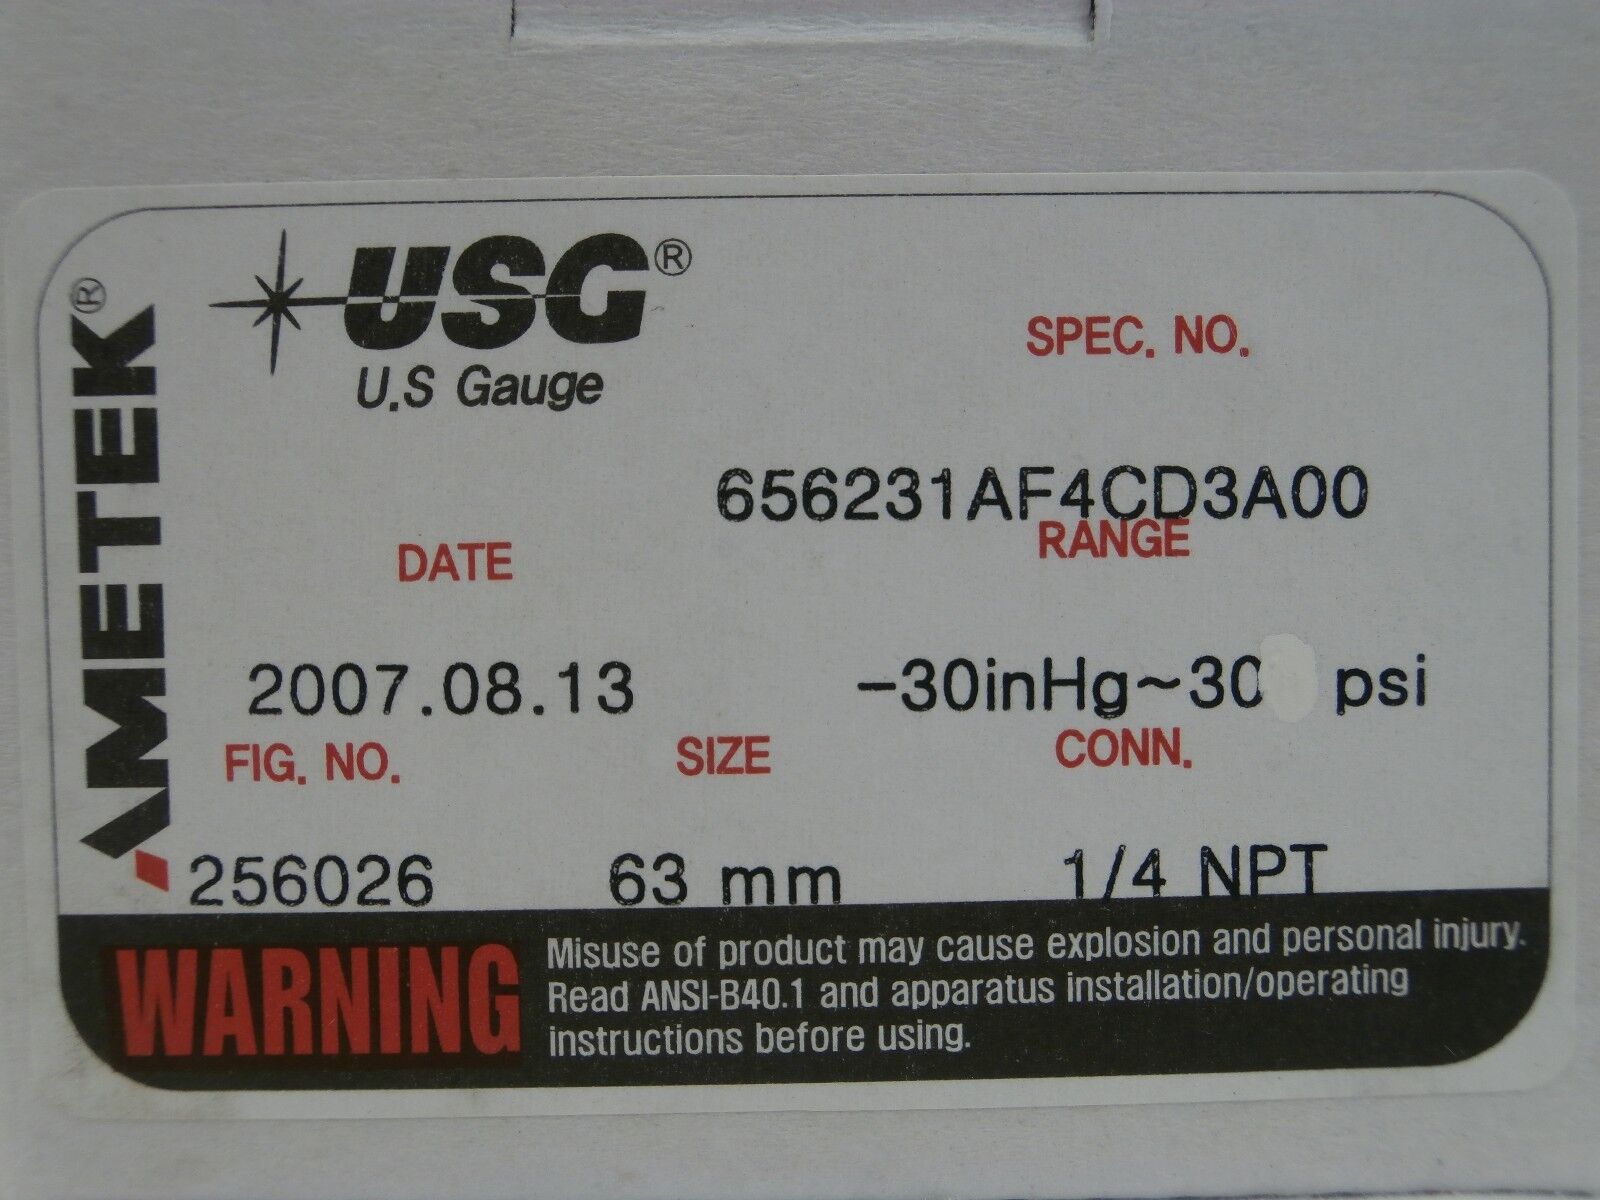 AMETEK®
USG®
U.S Gauge
SPEC. NO.
656231AF4CD3A00
DATE
RANGE
2007.08.13
-30inHg~30 psi
FIG. NO.
SIZE
CONN.
256026
63 mm
1/4 NPT
WARNING
Misuse of product may cause explosion and personal injury.
Read ANSI-B40.1 and apparatus installation/operating
instructions before using.